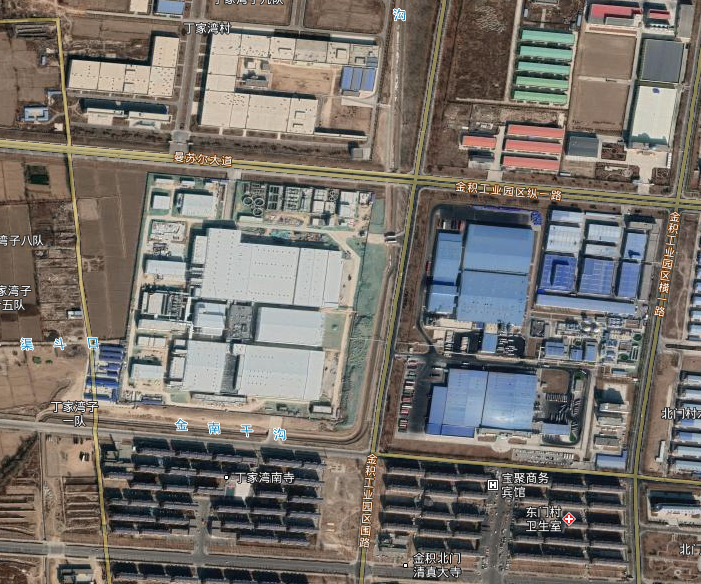 丁家湾子九队
沟
丁家湾村
曼苏尔大道
金积工业园区纵一路
金积工业园区横一路
湾子八队
家湾子
五队
渠斗口
丁家湾子
一队
金南干沟
北门村
金积工业园区围路
丁家湾南寺
H
宝聚商务
宾馆
东门村
卫生室
金积北门
清真大寺
北门